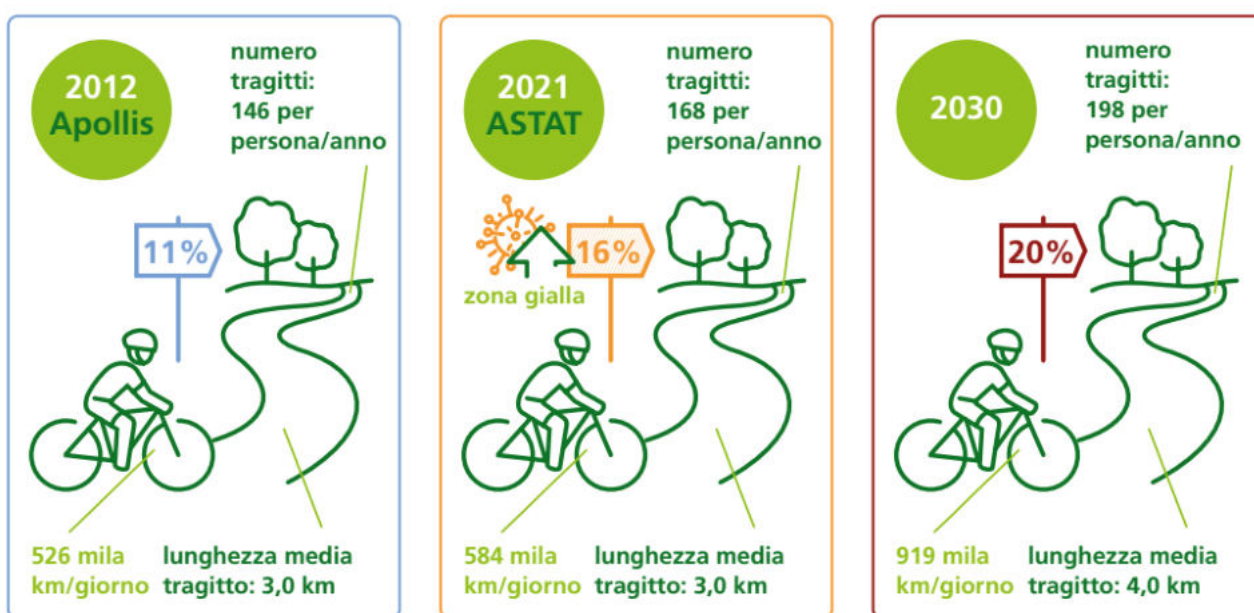 2012
Apollis
numero
tragitti:
146 per
persona/anno
11%
526 mila
km/giorno
lunghezza media
tragitto: 3,0 km
2021
ASTAT
numero
tragitti:
168 per
persona/anno
16%
zona gialla
584 mila
km/giorno
lunghezza media
tragitto: 3,0 km
2030
numero
tragitti:
198 per
persona/anno
20%
919 mila
km/giorno
lunghezza media
tragitto: 4,0 km